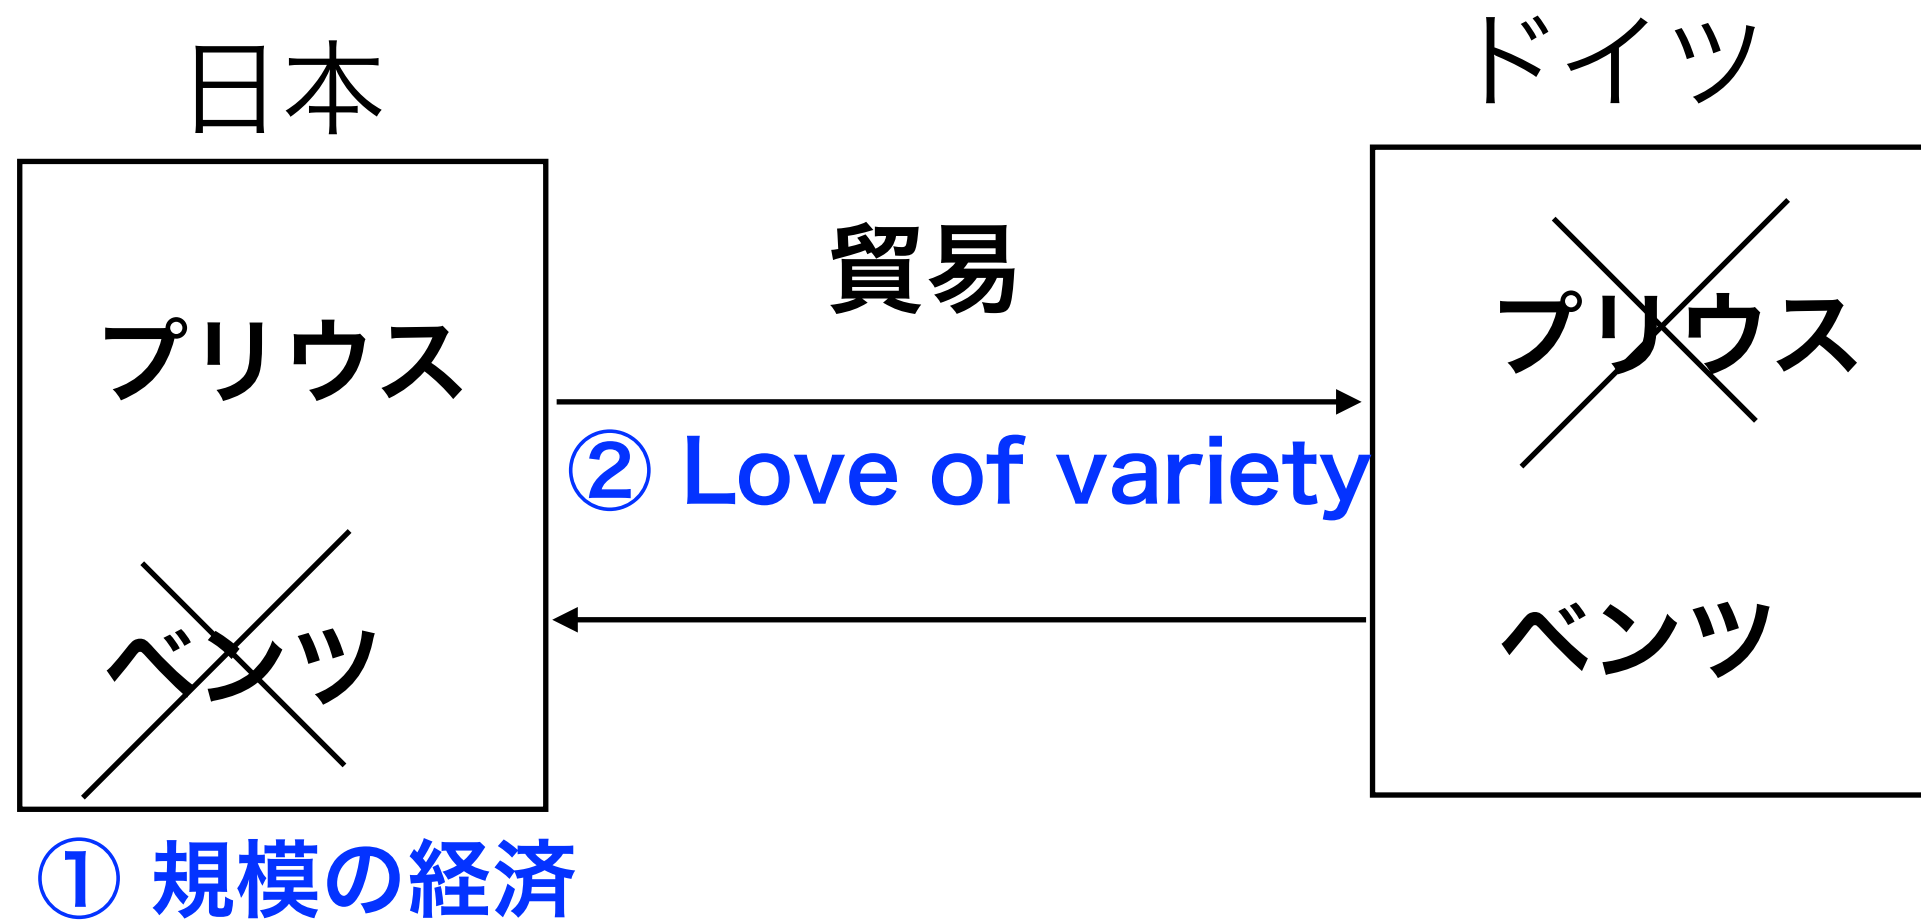 日本
ドイツ
貿易
プリウス
プリウス
② Love of variety
ベンツ
ベンツ
① 規模の経済